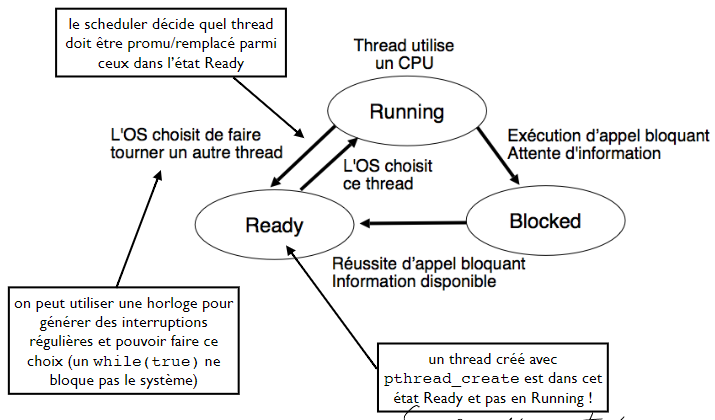 le scheduler décide quel thread
doit être promu/remplacé parmi
ceux dans l'état Ready
Thread utilise
un CPU
Running
L'OS choisit de faire
tourner un autre thread
Exécution d'appel bloquant
Attente d'information
L'OS choisit
ce thread
Ready
Blocked
Réussite d'appel bloquant
Information disponible
on peut utiliser une horloge pour
générer des interruptions
régulières et pouvoir faire ce
choix (un while(true) ne
bloque pas le système)
un thread créé avec
pthread_create est dans cet
état Ready et pas en Running !